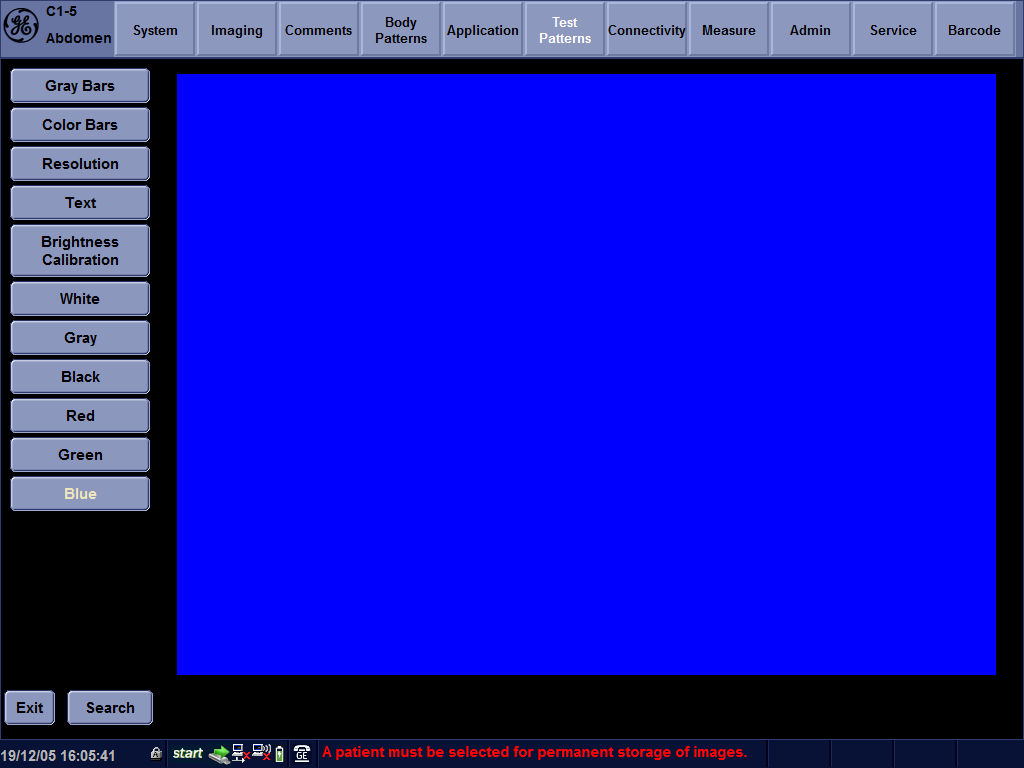 C1-5
Abdomen
System
Imaging
Comments
Body
Patterns
Application
Test
Patterns
Connectivity
Measure
Admin
Service
Barcode
Gray Bars
Color Bars
Resolution
Text
Brightness
Calibration
White
Gray
Black
Red
Green
Blue
Exit
Search
19/12/05 16:05:41
start
GE
A patient must be selected for permanent storage of images.